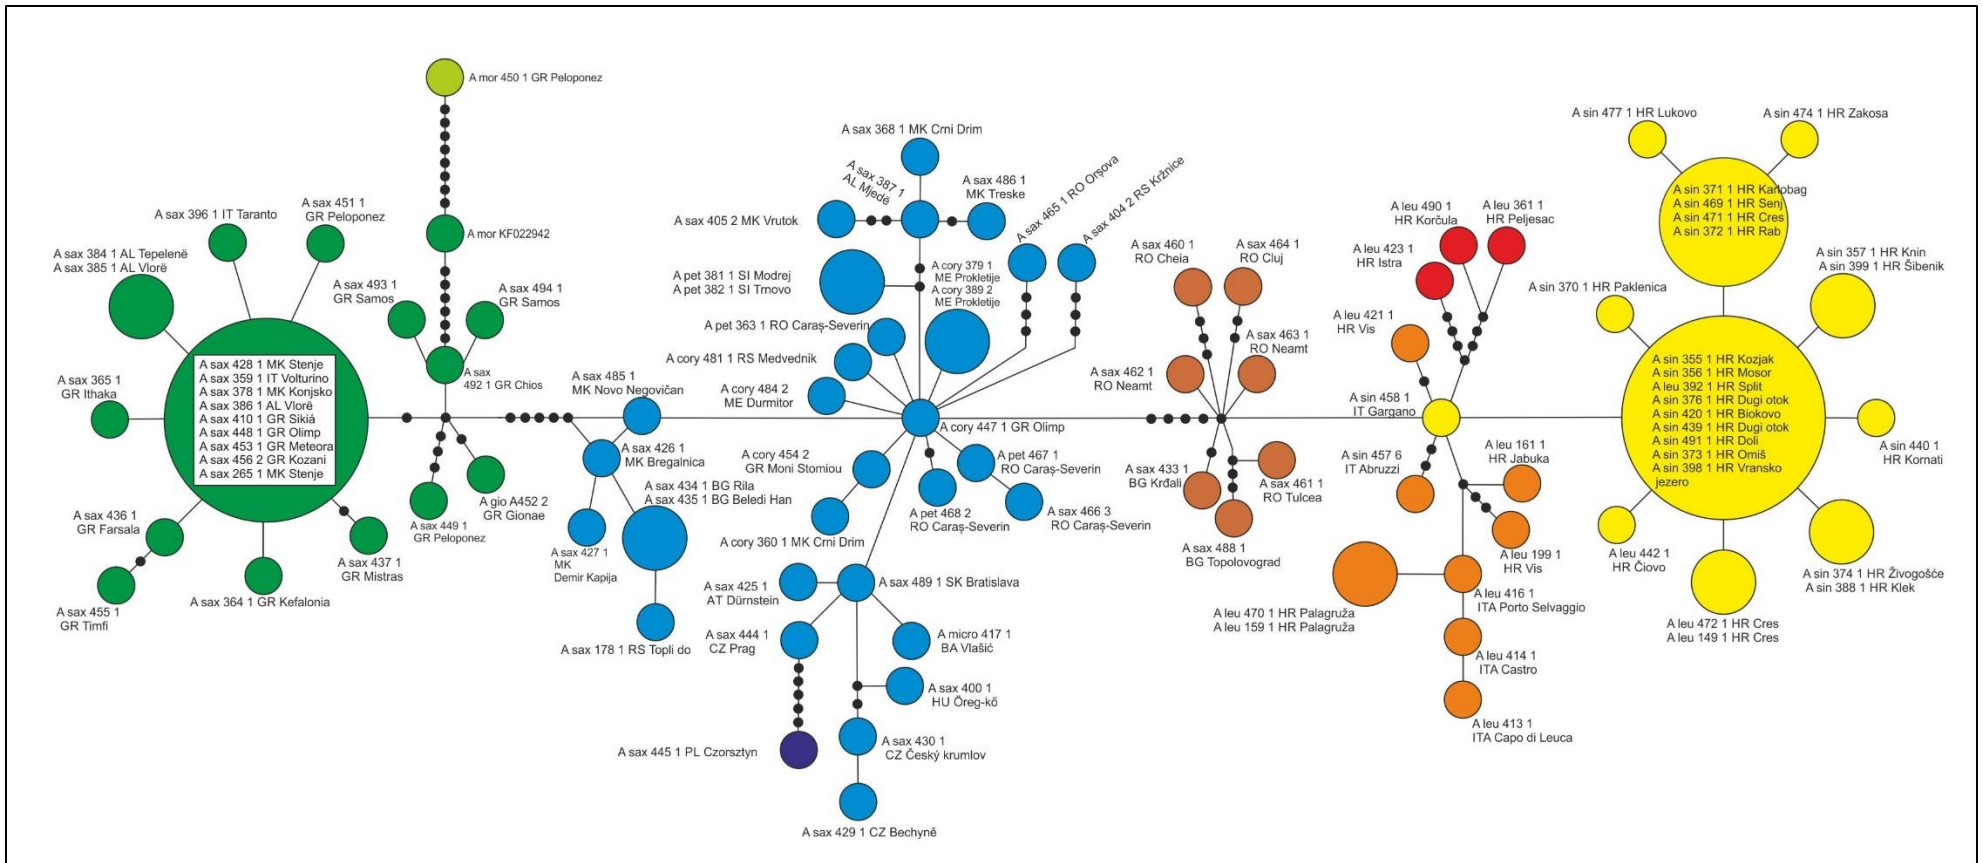 A mor 450 1 GR Peloponez
A mor KF022942
A sax 396 1 IT Taranto
A sax 451 1
GR Peloponez
A sax 384 1 AL Tepelenë
A sax 385 1 AL Vlorë
A sax 493 1
GR Samos
A sax 494 1
GR Samos
A sax
492 1 GR Chios
A sax 365 1
GR Ithaka
A sax 428 1 MK Stenje
A sax 359 1 IT Volturino
A sax 378 1 MK Konjsko
A sax 386 1 AL Vlorë
A sax 410 1 GR Sikiá
A sax 448 1 GR Olimp
A sax 453 1 GR Meteora
A sax 456 2 GR Kozani
A sax 265 1 MK Stenje
A sax 436 1
GR Farsala
A sax 455 1
GR Timfi
A sax 364 1 GR Kefalonia
A sax 437 1
GR Mistras
A sax 449 1
GR Peloponez
A gio A452 2
GR Gionae
A sax 485 1
MK Novo Negovičan
A sax 426 1
MK Bregalnica
A sax 434 1 BG Rila
A sax 435 1 BG Beledi Han
A sax 427 1
MK
Demir Kapija
A sax 178 1 RS Topli do
A sax 368 1 MK Crni Drim
A sax 387 1
AL Mjedë
A sax 486 1
MK Treske
A sax 405 2 MK Vrutok
A sax 465 1 RO Orșova
A sax 404 2 RS Kržnice
A pet 381 1 SI Modrej
A pet 382 1 SI Trnovo
A cory 379 1
ME Prokletije
A cory 389 2
ME Prokletije
A pet 363 1 RO Caraș-Severin
A cory 481 1 RS Medvednik
A cory 484 2
ME Durmitor
A cory 447 1 GR Olimp
A cory 454 2
GR Moni Stomiou
A cory 360 1 MK Crni Drim
A pet 467 1
RO Caraș-Severin
A pet 468 2
RO Caraș-Severin
A sax 466 3
RO Caraș-Severin
A sax 425 1
AT Dürnstein
A sax 489 1 SK Bratislava
A sax 444 1
CZ Prag
A micro 417 1
BA Vlašić
A sax 400 1
HU Öreg-kő
A sax 445 1 PL Czorsztyn
A sax 430 1
CZ Český krumlov
A sax 429 1 CZ Bechyně
A sax 460 1
RO Cheia
A sax 464 1
RO Cluj
A sax 463 1
RO Neamt
A sax 462 1
RO Neamt
A sax 433 1
BG Krđali
A sax 461 1
RO Tulcea
A sax 488 1
BG Topolovograd
A leu 490 1
HR Korčula
A leu 361 1
HR Pelješac
A leu 423 1
HR Istra
A leu 421 1
HR Vis
A sin 458 1
IT Gargano
A sin 457 6
IT Abruzzi
A leu 161 1
HR Jabuka
A leu 199 1
HR Vis
A leu 470 1 HR Palagruža
A leu 159 1 HR Palagruža
A leu 416 1
ITA Porto Selvaggio
A leu 414 1
ITA Castro
A leu 413 1
ITA Capo di Leuca
A sin 477 1 HR Lukovo
A sin 474 1 HR Zakosa
A sin 371 1 HR Karlobag
A sin 469 1 HR Senj
A sin 471 1 HR Cres
A sin 372 1 HR Rab
A sin 357 1 HR Knin
A sin 399 1 HR Šibenik
A sin 370 1 HR Paklenica
A sin 355 1 HR Kozjak
A sin 356 1 HR Mosor
A leu 392 1 HR Split
A sin 376 1 HR Dugi otok
A sin 420 1 HR Biokovo
A sin 439 1 HR Dugi otok
A sin 491 1 HR Doli
A sin 373 1 HR Omiš
A sin 398 1 HR Vransko
jezero
A sin 440 1
HR Kornati
A leu 442 1
HR Čiovo
A sin 374 1 HR Živogošće
A sin 388 1 HR Klek
A leu 472 1 HR Cres
A leu 149 1 HR Cres